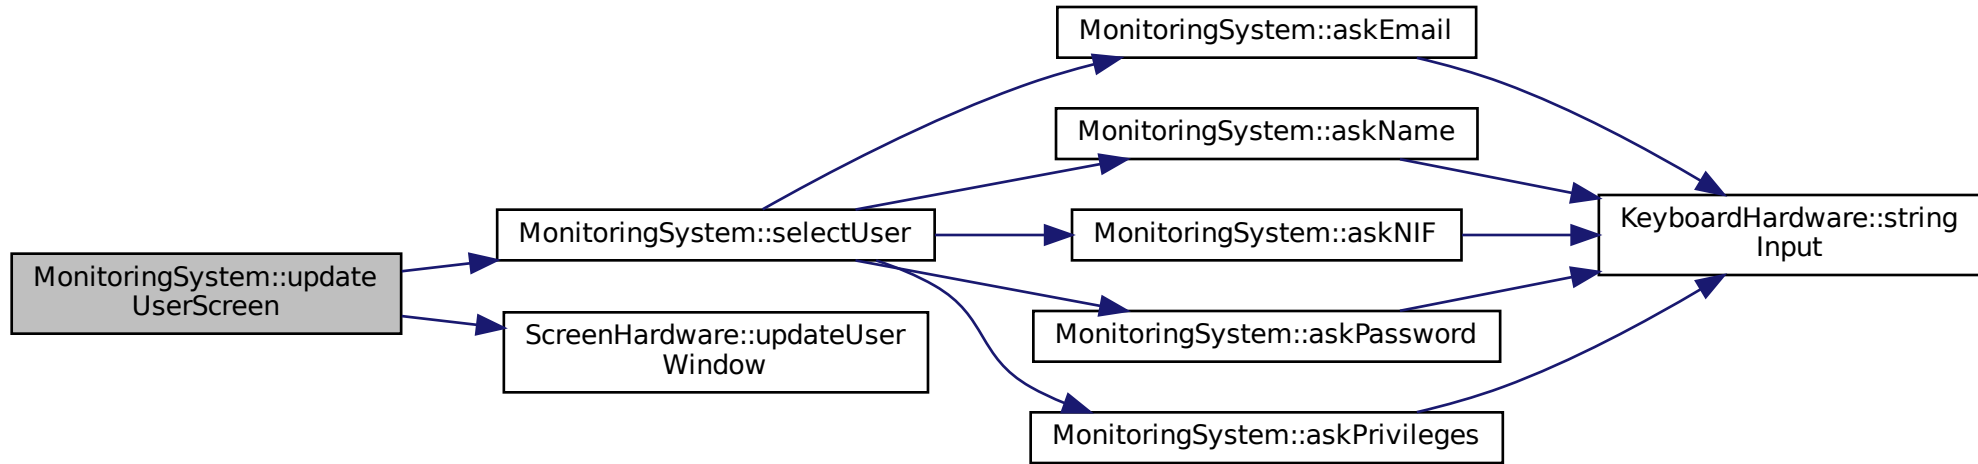 MonitoringSystem::update
UserScreen
MonitoringSystem::selectUser
ScreenHardware::updateUser
Window
MonitoringSystem::askEmail
MonitoringSystem::askName
MonitoringSystem::askNIF
MonitoringSystem::askPassword
MonitoringSystem::askPrivileges
KeyboardHardware::string
Input